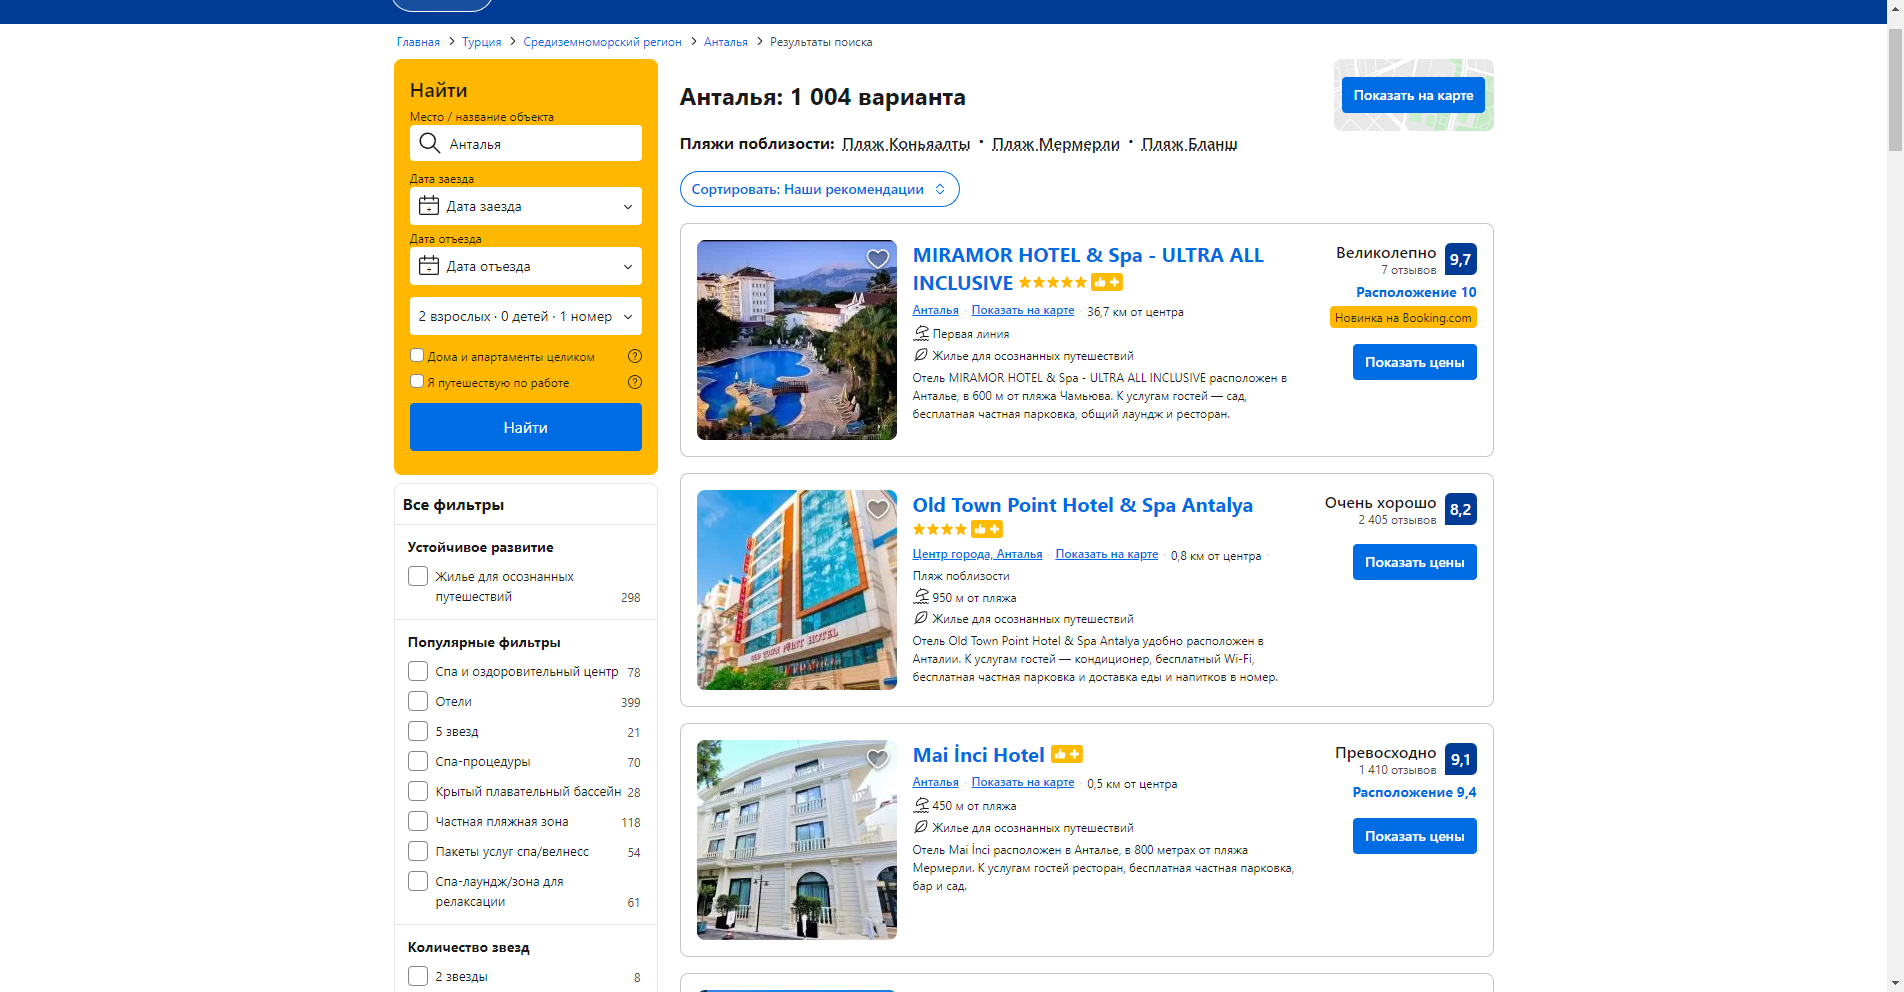 Главная > Турция > Средиземноморский регион > Анталья > Результаты поиска
Найти
Место / название объекта
Анталья
Дата заезда
Дата заезда
Дата отъезда
Дата отъезда
2 взрослых · 0 детей · 1 номер
Дома и апартаменты целиком
Я путешествую по работе
Найти
Все фильтры
Устойчивое развитие
Жилье для осознанных
путешествий 298
Популярные фильтры
Спа и оздоровительный центр 78
Отели 399
5 звезд 21
Спа-процедуры 70
Крытый плавательный бассейн 28
Частная пляжная зона 118
Пакеты услуг спа/велнесс 54
Спа-лаундж/зона для
релаксации 61
Количество звезд
2 звезды 8
Анталья: 1 004 варианта
Показать на карте
Пляжи поблизости: Пляж Коньяалты · Пляж Мермерли · Пляж Бланш
Сортировать: Наши рекомендации
MIRAMOR HOTEL & Spa - ULTRA ALL
INCLUSIVE
Анталья · Показать на карте · 36,7 км от центра
Первая линия
Жилье для осознанных путешествий
Отель MIRAMOR HOTEL & Spa - ULTRA ALL INCLUSIVE расположен в
Анталье, в 600 м от пляжа Чамьюва. К услугам гостей — сад,
бесплатная частная парковка, общий лаундж и ресторан.
Великолепно 9,7
7 отзывов
Расположение 10
Новинка на Booking.com
Показать цены
OLD TOWN POINT HOTEL
Old Town Point Hotel & Spa Antalya
Центр города, Анталья · Показать на карте · 0,8 км от центра ·
Пляж поблизости
950 м от пляжа
Жилье для осознанных путешествий
Отель Old Town Point Hotel & Spa Antalya удобно расположен в
Анталии. К услугам гостей — кондиционер, бесплатный Wi-Fi,
бесплатная частная парковка и доставка еды и напитков в номер.
Очень хорошо 8,2
2 405 отзывов
Показать цены
Mai İnci Hotel
Анталья · Показать на карте · 0,5 км от центра
450 м от пляжа
Жилье для осознанных путешествий
Отель Mai İnci расположен в Анталье, в 800 метрах от пляжа
Мермерли. К услугам гостей ресторан, бесплатная частная парковка,
бар и сад.
Превосходно 9,1
1 410 отзывов
Расположение 9,4
Показать цены